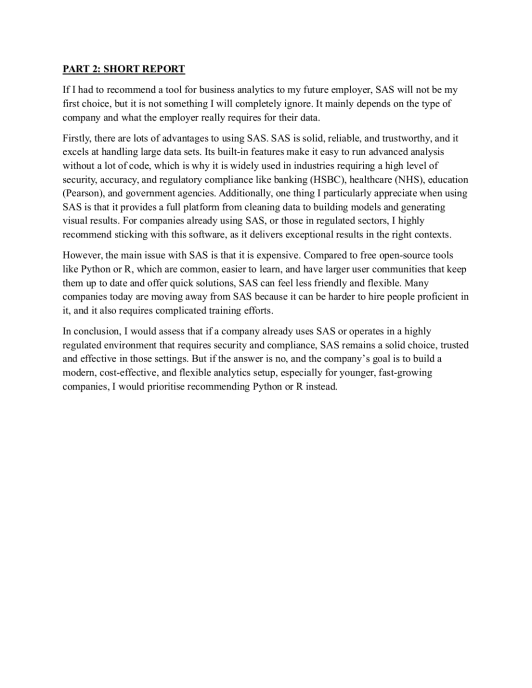 PART 2: SHORT REPORT
If I had to recommend a tool for business analytics to my future employer, SAS will not be my
first choice, but it is not something I will completely ignore. It mainly depends on the type of
company and what the employer really requires for their data.
Firstly, there are lots of advantages to using SAS. SAS is solid, reliable, and trustworthy, and it
excels at handling large data sets. Its built-in features make it easy to run advanced analysis
without a lot of code, which is why it is widely used in industries requiring a high level of
security, accuracy, and regulatory compliance like banking (HSBC), healthcare (NHS), education
(Pearson), and government agencies. Additionally, one thing I particularly appreciate when using
SAS is that it provides a full platform from cleaning data to building models and generating
visual results. For companies already using SAS, or those in regulated sectors, I highly
recommend sticking with this software, as it delivers exceptional results in the right contexts.
However, the main issue with SAS is that it is expensive. Compared to free open-source tools
like Python or R, which are common, easier to learn, and have larger user communities that keep
them up to date and offer quick solutions, SAS can feel less friendly and flexible. Many
companies today are moving away from SAS because it can be harder to hire people proficient in
it, and it also requires complicated training efforts.
In conclusion, I would assess that if a company already uses SAS or operates in a highly
regulated environment that requires security and compliance, SAS remains a solid choice, trusted
and effective in those settings. But if the answer is no, and the company's goal is to build a
modern, cost-effective, and flexible analytics setup, especially for younger, fast-growing
companies, I would prioritise recommending Python or R instead.